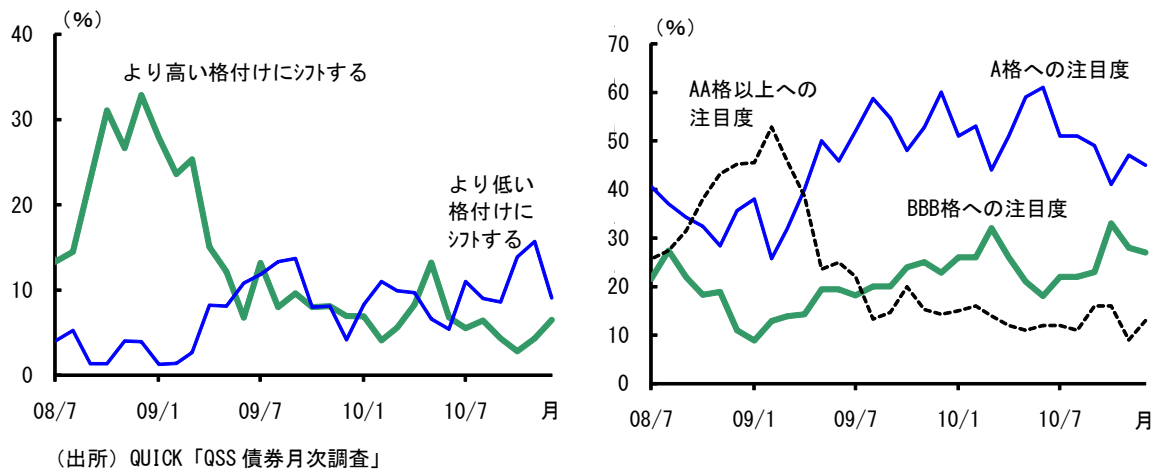 (%)
40
30
20
10
0
より高い格付けにｼﾌﾄする
より低い
格付けに
ｼﾌﾄする
08/7 09/1 09/7 10/1 10/7 月
(%)
70
60
50
40
30
20
10
0
AA格以上への
注目度
A格への注目度
BBB格への注目度
08/7 09/1 09/7 10/1 10/7 月
（出所）QUICK「QSS債券月次調査」